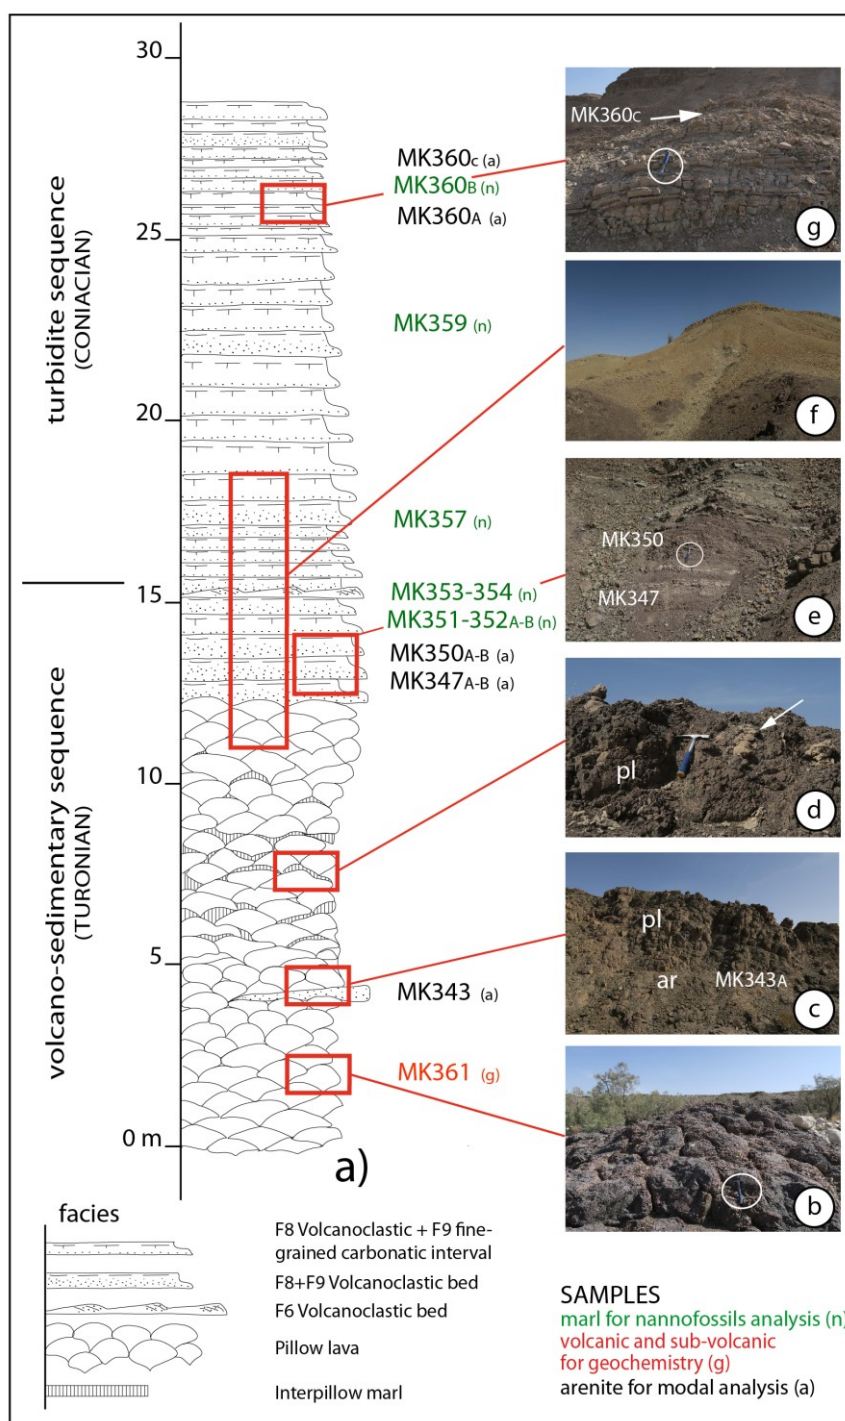 30
25
20
15
10
5
0 m
turbidite sequence
(CONIACIAN)
volcano-sedimentary sequence
(TURONIAN)
MK360C (a)
MK360B (n)
MK360A (a)
MK359 (n)
MK357 (n)
MK353-354 (n)
MK351-352A-B (n)
MK350A-B (a)
MK347A-B (a)
MK343 (a)
MK361 (g)
a)
MK360C
g
f
MK350
MK347
e
pl
d
pl
ar
MK343A
c
b
facies
F8 Volcanoclastic + F9 fine-
grained carbonatic interval
F8+F9 Volcanoclastic bed
F6 Volcanoclastic bed
Pillow lava
Interpillow marl
SAMPLES
marl for nannofossils analysis (n)
volcanic and sub-volcanic
for geochemistry (g)
arenite for modal analysis (a)